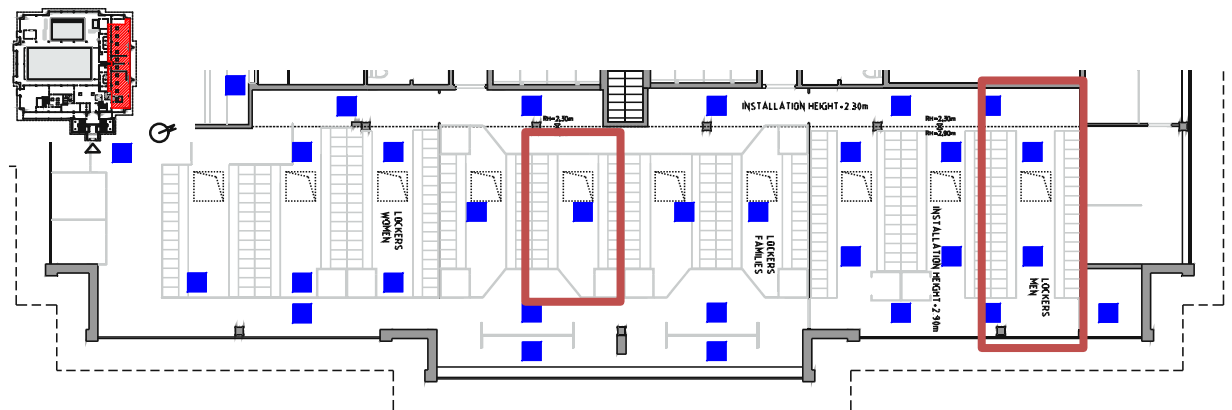 INSTALLATION HEIGHT+2.30m
RH=2,30m
RH=2,30m
RH=2,90m
LOCKERS
WOMEN
LOCKERS
FAMILIES
INSTALLATION HEIGHT+2.90m
LOCKERS
MEN